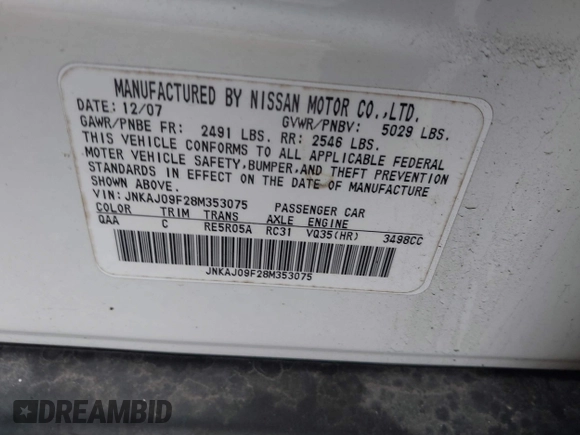 MANUFACTURED BY NISSAN MOTOR CO.,LTD.
DATE: 12/07 GVWR/PNBV: 5029 LBS.
GAWR/PNBE FR: 2491 LBS. RR: 2546 LBS.
THIS VEHICLE CONFORMS TO ALL APPLICABLE FEDERAL
MOTER VEHICLE SAFETY,BUMPER,AND THEFT PREVENTION
STANDARDS IN EFFECT ON THE DATE OF MANUFACTURE
SHOWN ABOVE.
VIN: JNKAJ09F28M353075 PASSENGER CAR
COLOR TRIM TRANS AXLE ENGINE
QAA C RE5R05A RC31 VQ35(HR) 3498CC
JNKAJ09F28M353075
DREAMBID